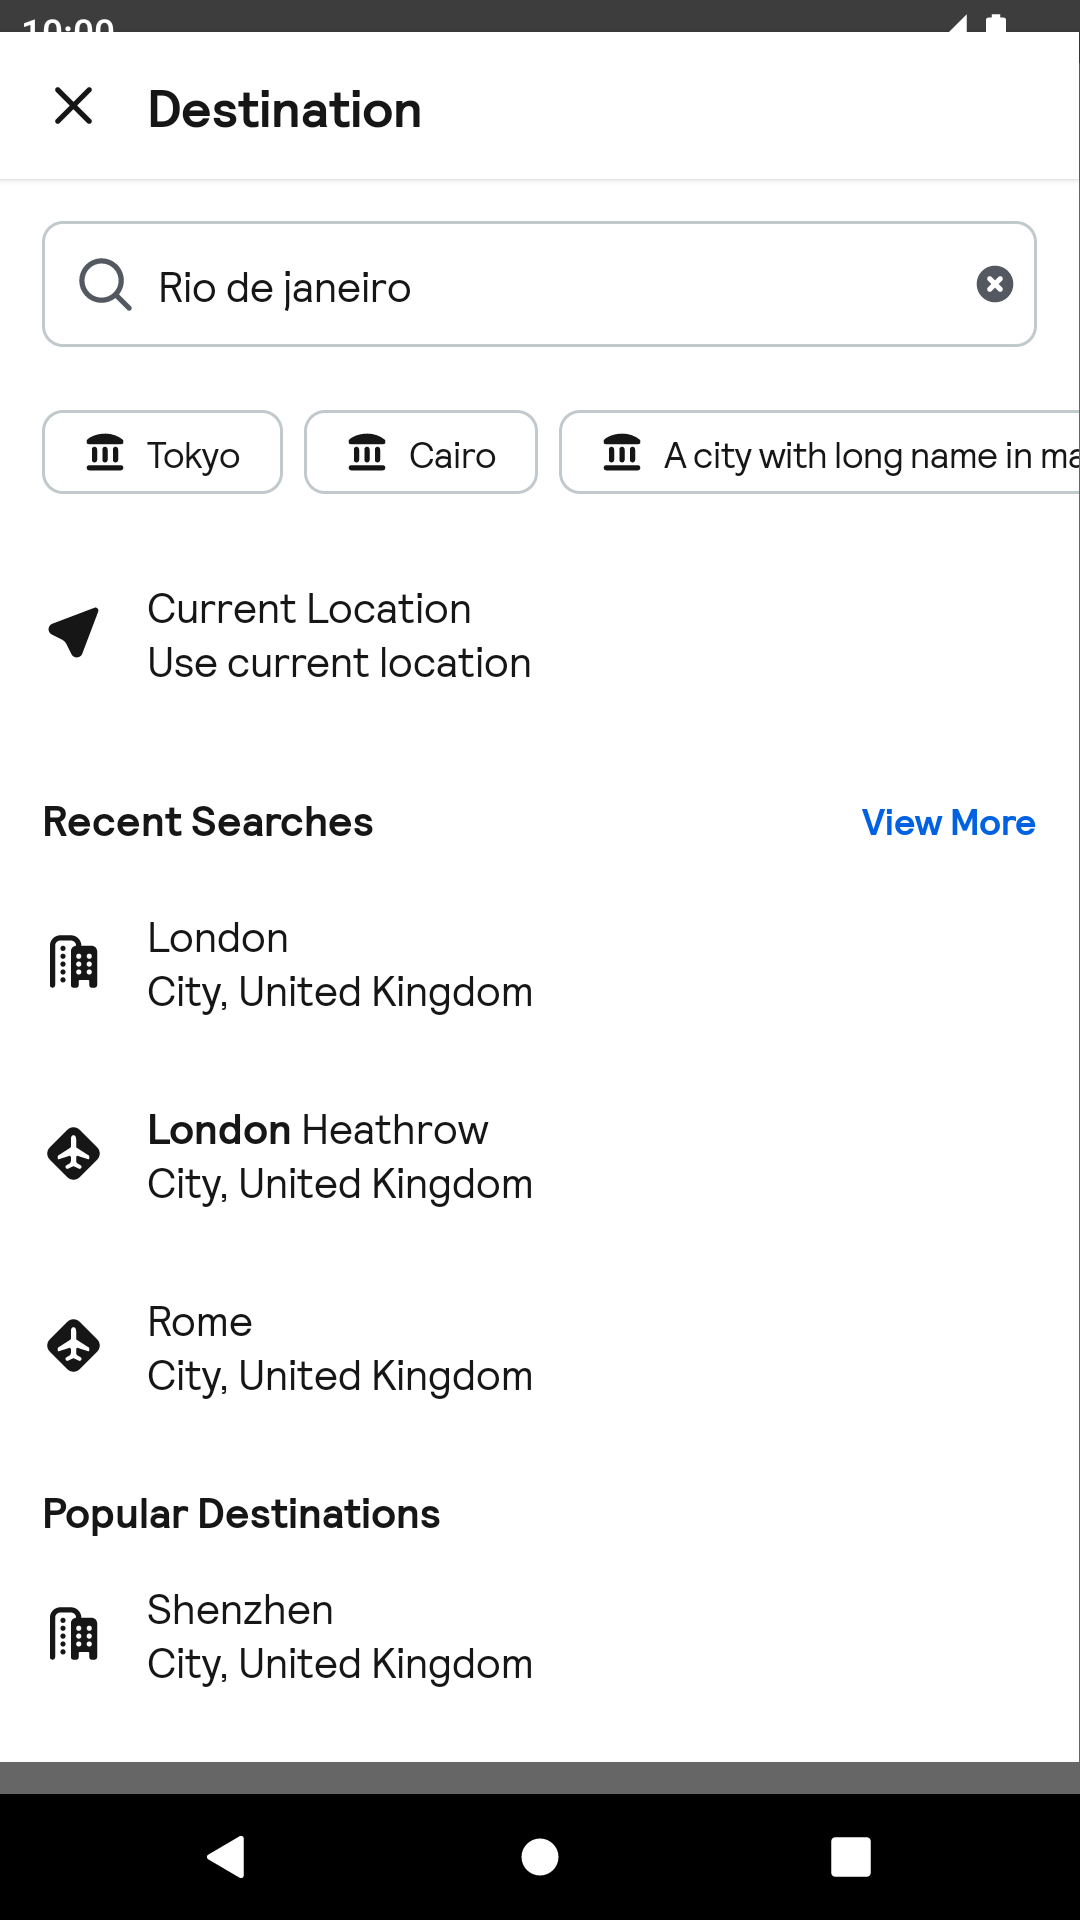 10:00
Destination
Rio de janeiro
Tokyo
Cairo
A city with long name in ma
Current Location
Use current location
Recent Searches
View More
London
City, United Kingdom
London Heathrow
City, United Kingdom
Rome
City, United Kingdom
Popular Destinations
Shenzhen
City, United Kingdom